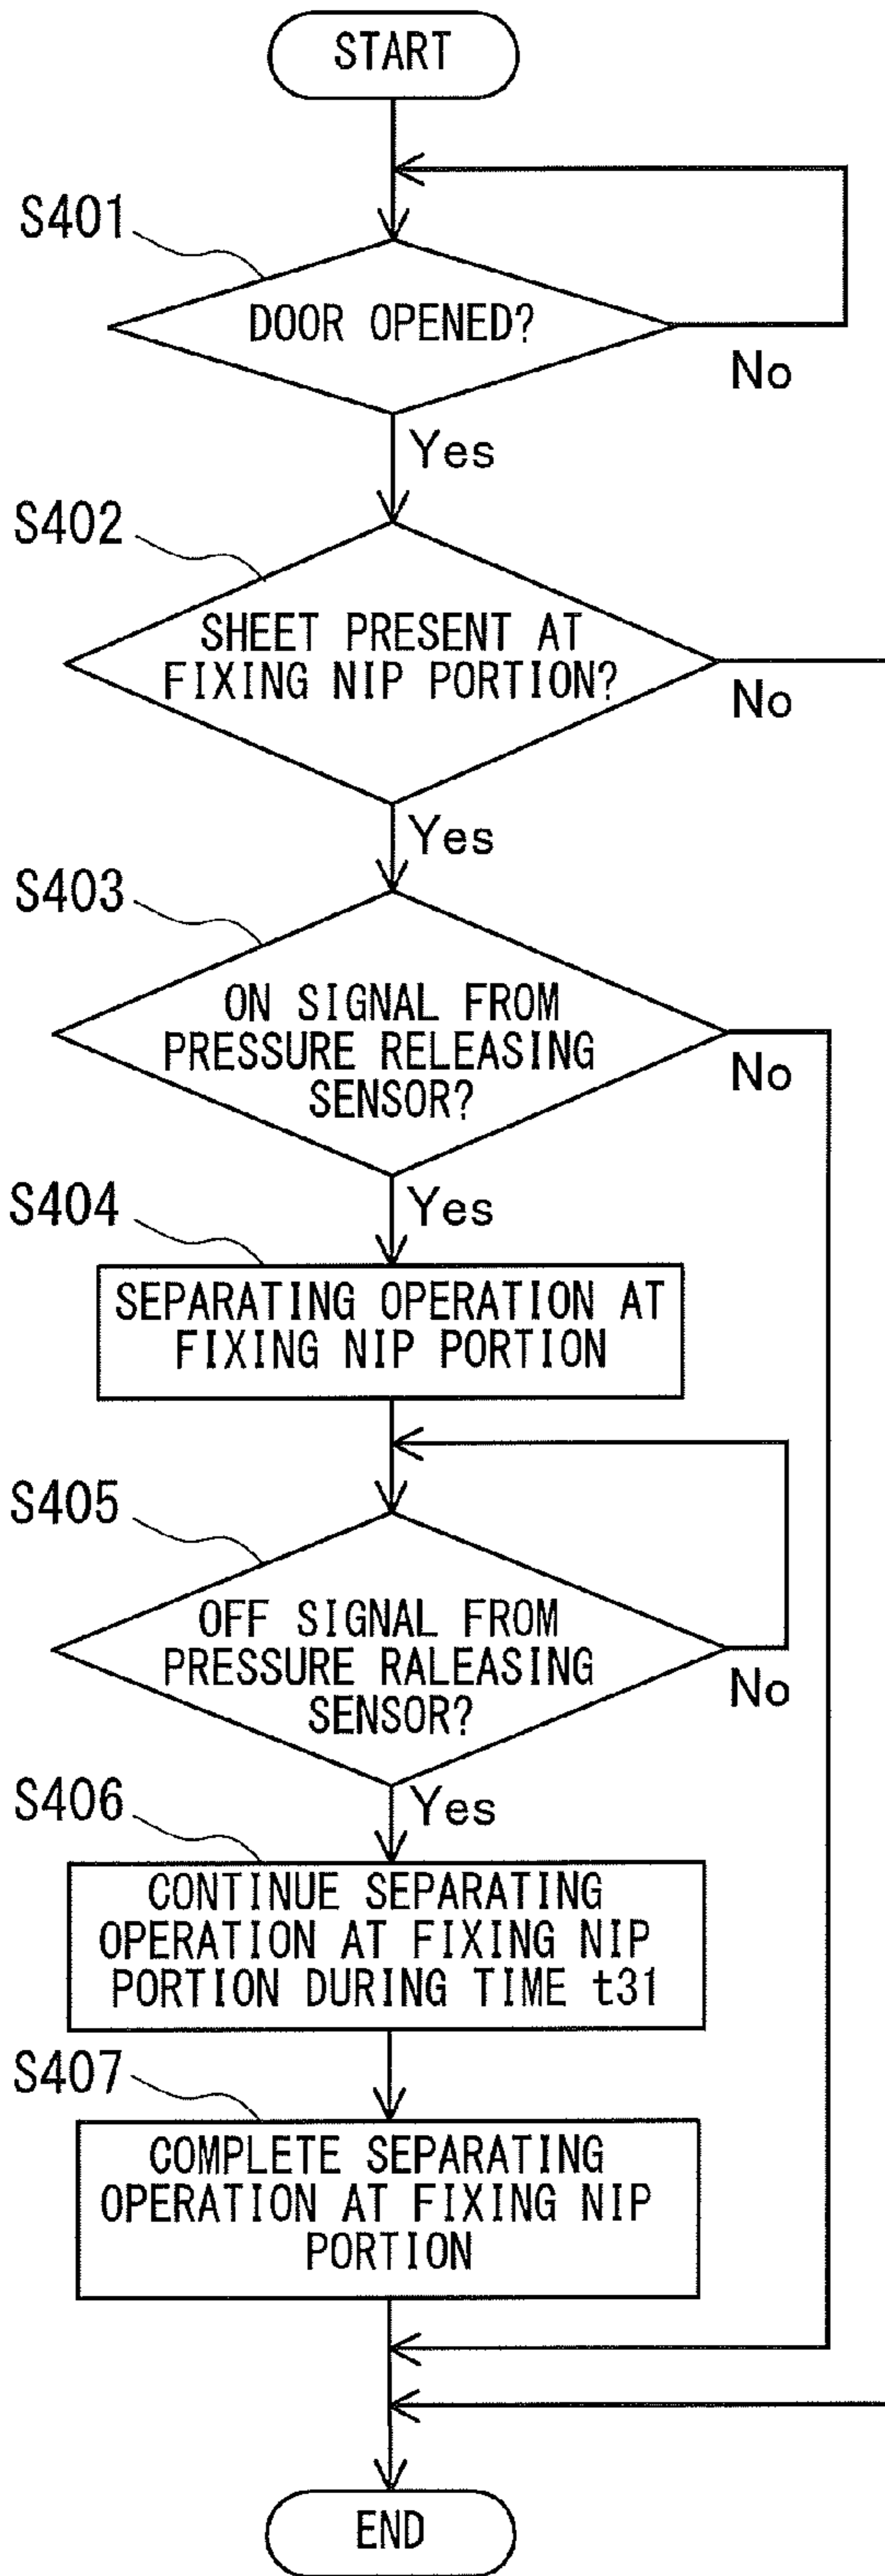 START
S401
DOOR OPENED?
No
Yes
S402
SHEET PRESENT AT
FIXING NIP PORTION?
No
Yes
S403
ON SIGNAL FROM
PRESSURE RELEASING
SENSOR?
No
Yes
S404
SEPARATING OPERATION AT
FIXING NIP PORTION
S405
OFF SIGNAL FROM
PRESSURE RALEASING
SENSOR?
No
Yes
S406
CONTINUE SEPARATING
OPERATION AT FIXING NIP
PORTION DURING TIME t31
S407
COMPLETE SEPARATING
OPERATION AT FIXING NIP
PORTION
END